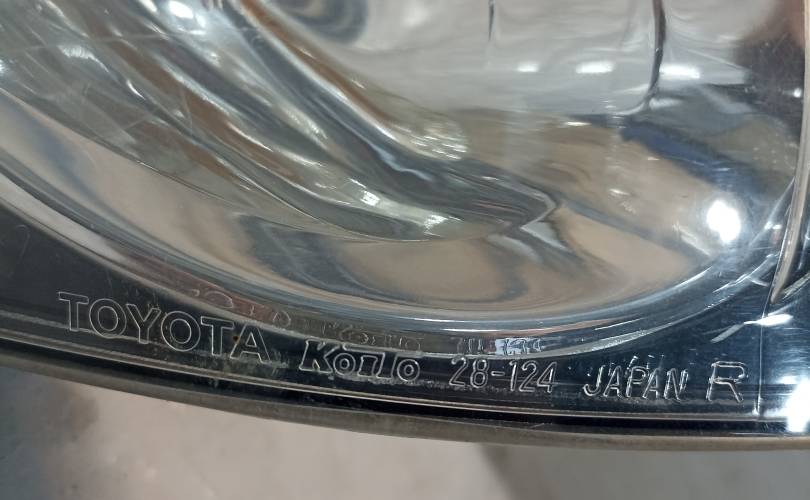 TOYOTA Koito 28-124 JAPAN R